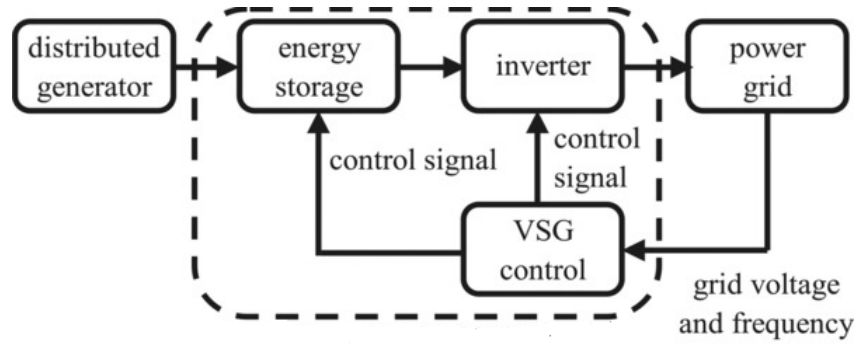 distributed
generator
energy
storage
inverter
power
grid
control signal
control
signal
VSG
control
grid voltage
and frequency